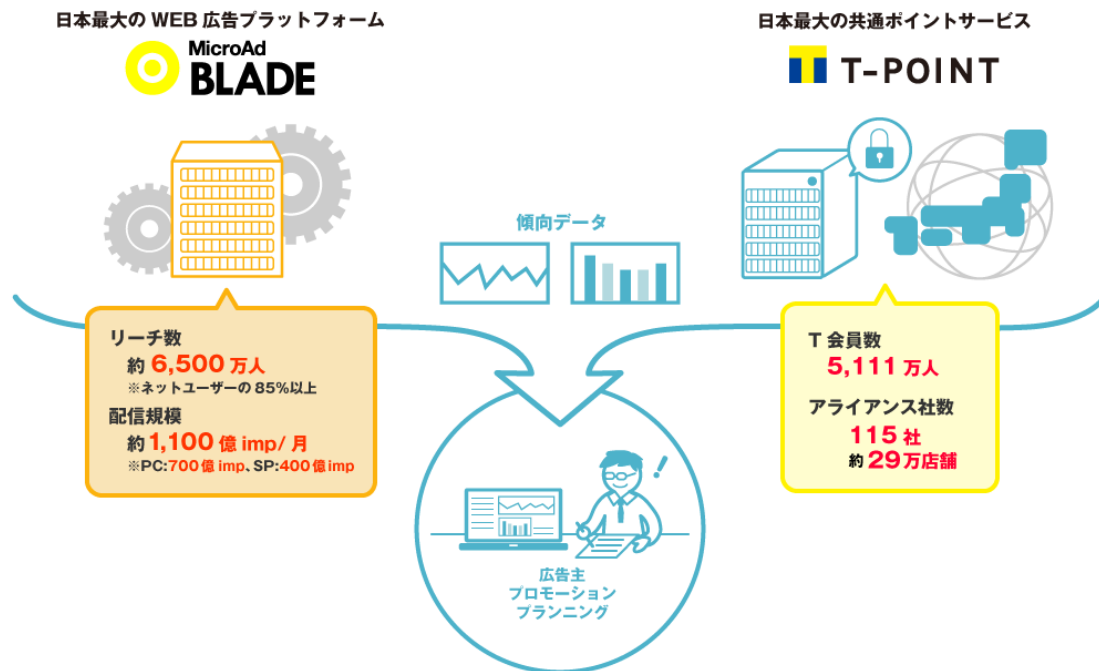 日本最大の WEB 広告プラットフォーム
MicroAd
BLADE
日本最大の共通ポイントサービス
T-POINT
傾向データ
リーチ数
約 6,500 万人
※ネットユーザーの 85%以上
配信規模
約 1,100 億 imp/ 月
※PC:700 億 imp、SP:400 億 imp
T 会員数
5,111 万人
アライアンス社数
115 社
約 29 万店舗
広告主
プロモーション
プランニング